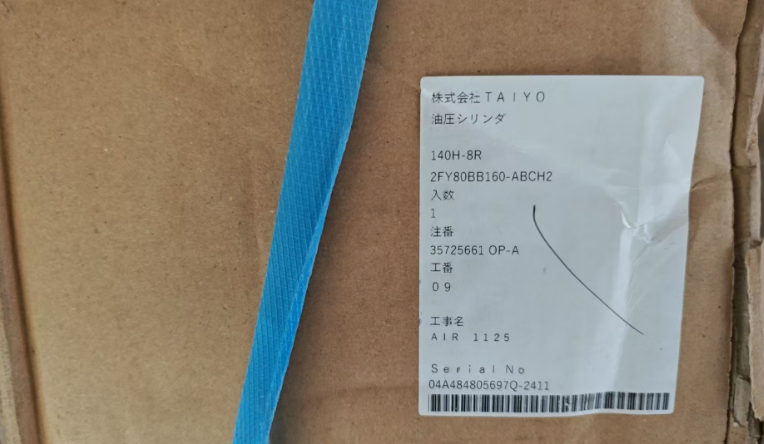 株式会社TAIYO
油圧シリンダ
140H-8R
2FY80BB160-ABCH2
入数
1
注番
35725661 OP-A
工番
09
工事名
AIR 1125
Serial No
04A484805697Q-2411